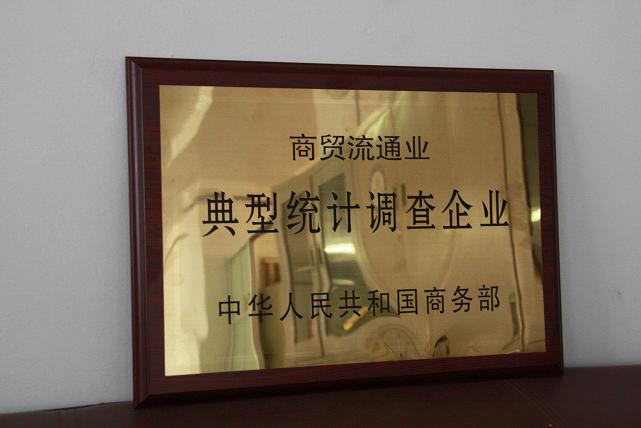 商贸流通业
典型统计调查企业
中华人民共和国商务部